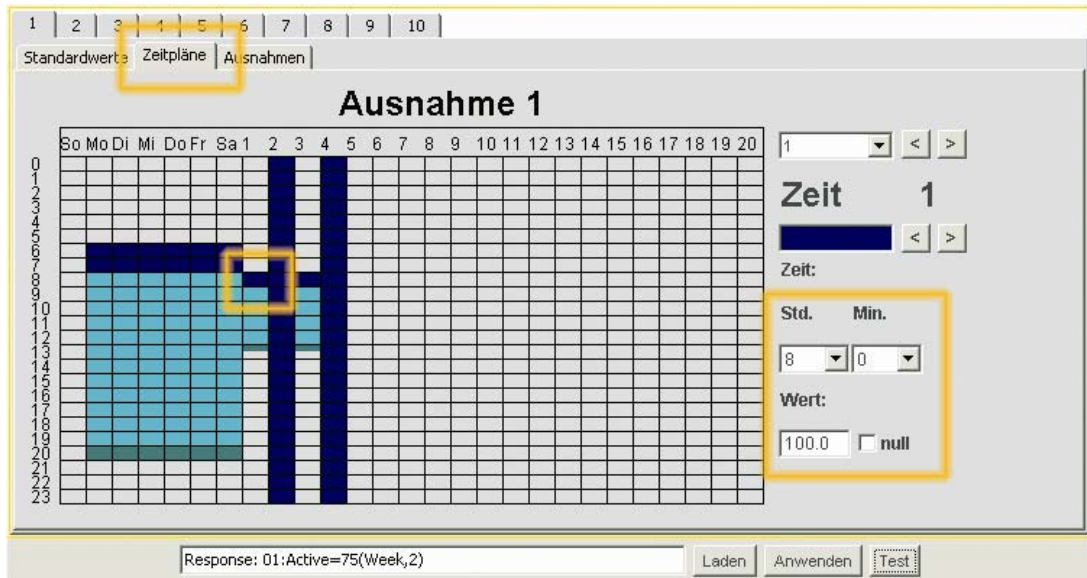 1 2 3 4 5 6 7 8 9 10
Standardwerte Zeitpläne Ausnahmen
Ausnahme 1
So Mo Di Mi Do Fr Sa 1 2 3 4 5 6 7 8 9 10 11 12 13 14 15 16 17 18 19 20
0
1
2
3
4
5
6
7
8
9
10
11
12
13
14
15
16
17
18
19
20
21
22
23
1 < >
Zeit 1
< >
Zeit:
Std. Min.
8 0
Wert:
100.0 null
Response: 01:Active=75(Week,2) Laden Anwenden Test